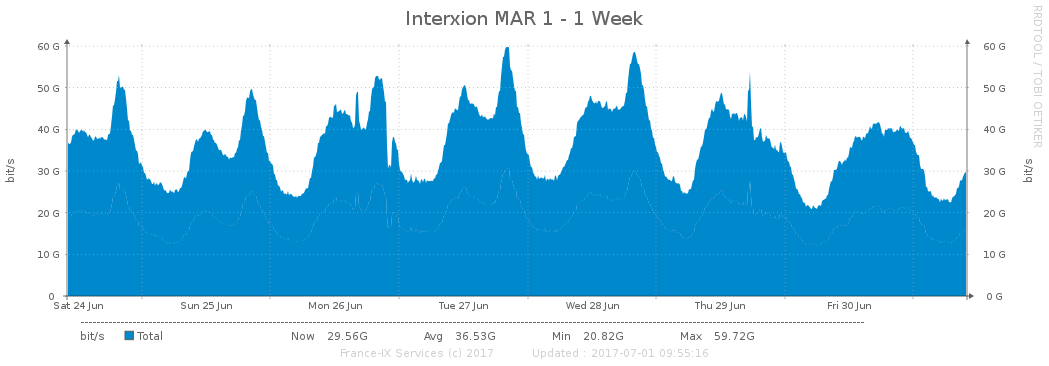 Interxion MAR 1 - 1 Week
RRDTOOL / TOBI OETIKER
bit/s
60 G
50 G
40 G
30 G
20 G
10 G
0
60 G
50 G
40 G
30 G
20 G
10 G
0 G
bit/s
Sat 24 Jun Sun 25 Jun Mon 26 Jun Tue 27 Jun Wed 28 Jun Thu 29 Jun Fri 30 Jun
bit/s Total Now 29.56G Avg 36.53G Min 20.82G Max 59.72G
France-IX Services (c) 2017 Updated : 2017-07-01 09:55:16